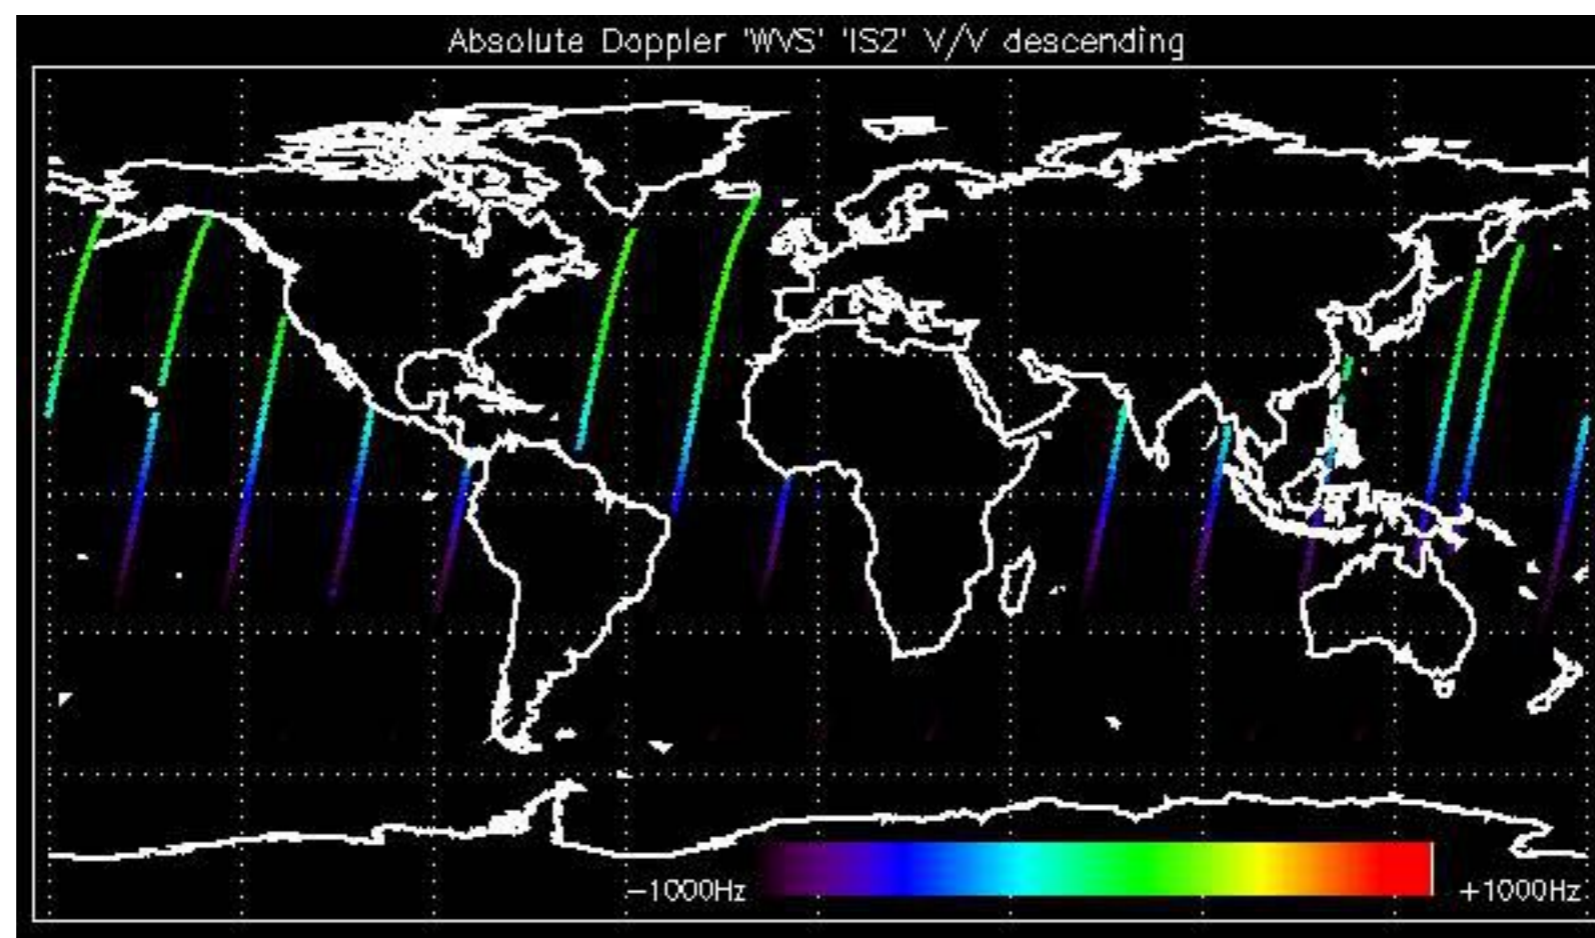 Absolute Doppler 'WVS' 'IS2' V/V descending
−1000Hz +1000Hz